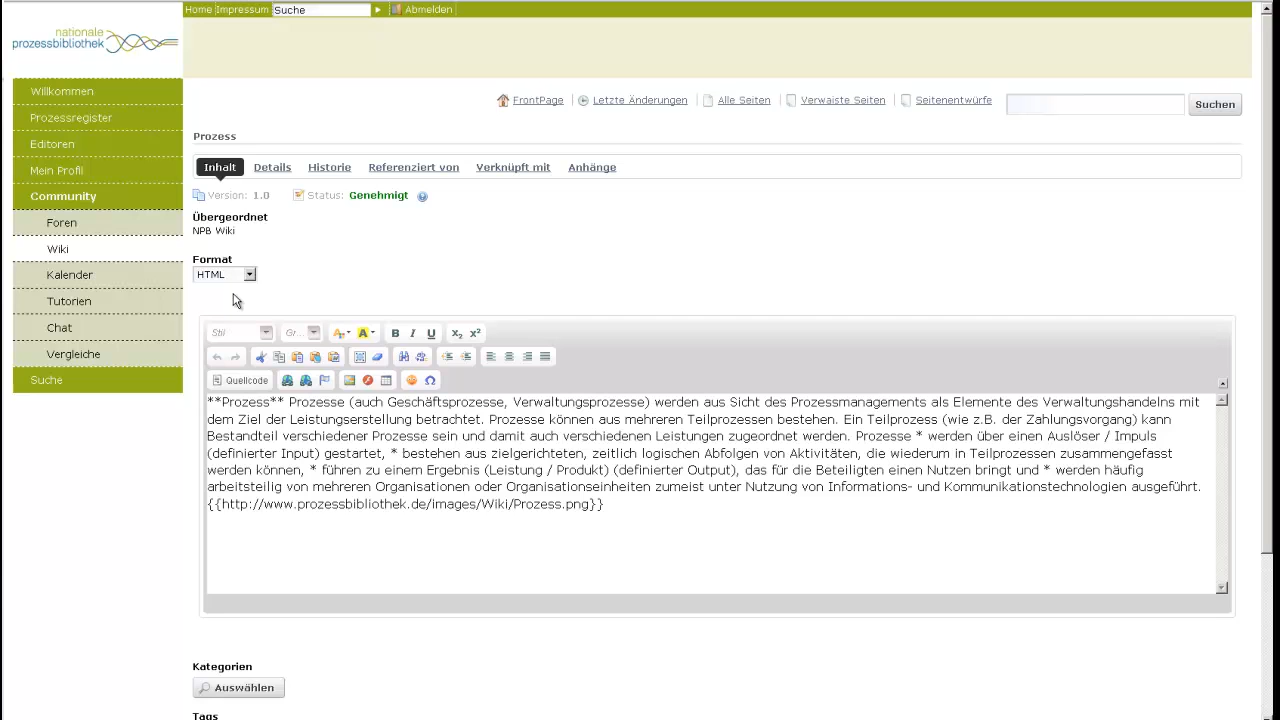 Home Impressum Suche Abmelden
nationale
prozessbibliothek
Willkommen
Prozessregister
Editoren
Mein Profil
Community
Foren
Wiki
Kalender
Tutorien
Chat
Vergleiche
Suche
FrontPage Letzte Änderungen Alle Seiten Verwaiste Seiten Seitenentwürfe Suchen
Prozess
Inhalt Details Historie Referenziert von Verknüpft mit Anhänge
Version: 1.0 Status: Genehmigt
Übergeordnet
NPB Wiki
Format
HTML
Stil Gr... A A B I U x₂ x²
Quellcode
**Prozess** Prozesse (auch Geschäftsprozesse, Verwaltungsprozesse) werden aus Sicht des Prozessmanagements als Elemente des Verwaltungshandelns mit
dem Ziel der Leistungserstellung betrachtet. Prozesse können aus mehreren Teilprozessen bestehen. Ein Teilprozess (wie z.B. der Zahlungsvorgang) kann
Bestandteil verschiedener Prozesse sein und damit auch verschiedenen Leistungen zugeordnet werden. Prozesse * werden über einen Auslöser / Impuls
(definierter Input) gestartet, * bestehen aus zielgerichteten, zeitlich logischen Abfolgen von Aktivitäten, die wiederum in Teilprozessen zusammengefasst
werden können, * führen zu einem Ergebnis (Leistung / Produkt) (definierter Output), das für die Beteiligten einen Nutzen bringt und * werden häufig
arbeitsteilig von mehreren Organisationen oder Organisationseinheiten zumeist unter Nutzung von Informations- und Kommunikationstechnologien ausgeführt.
{{http://www.prozessbibliothek.de/images/Wiki/Prozess.png}}
Kategorien
Auswählen
Tags